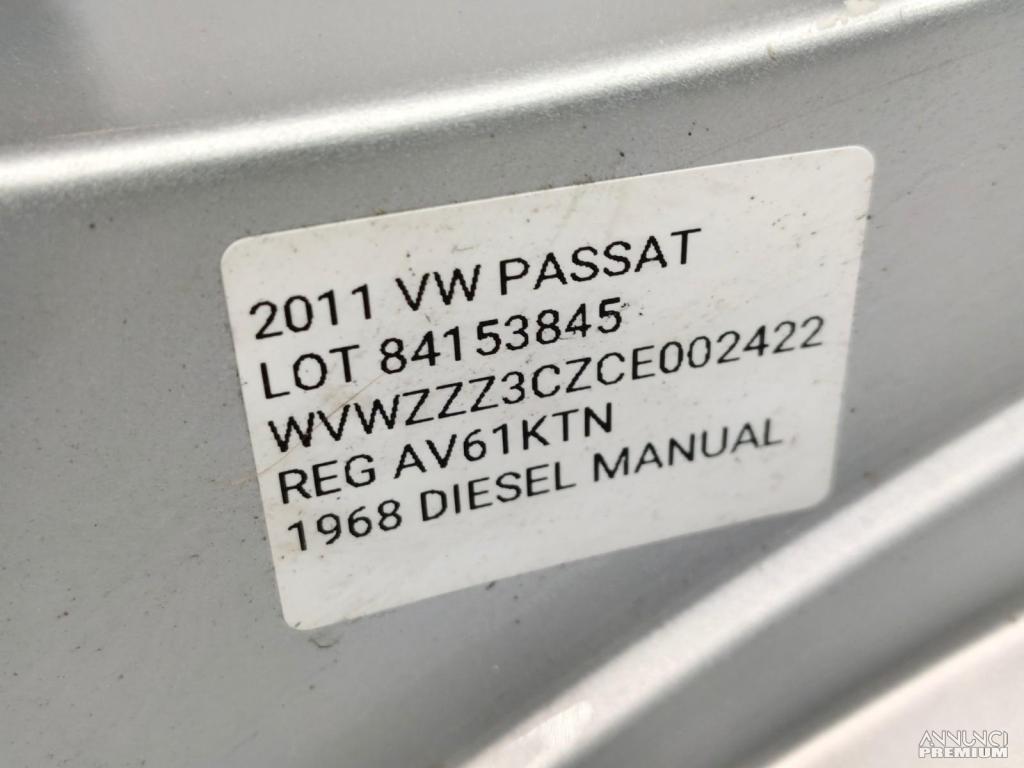 2011 VW PASSAT
LOT 84153845
WVWZZZ3CZCE002422
REG AV61KTN
1968 DIESEL MANUAL
ANNUNCI
PREMIUM